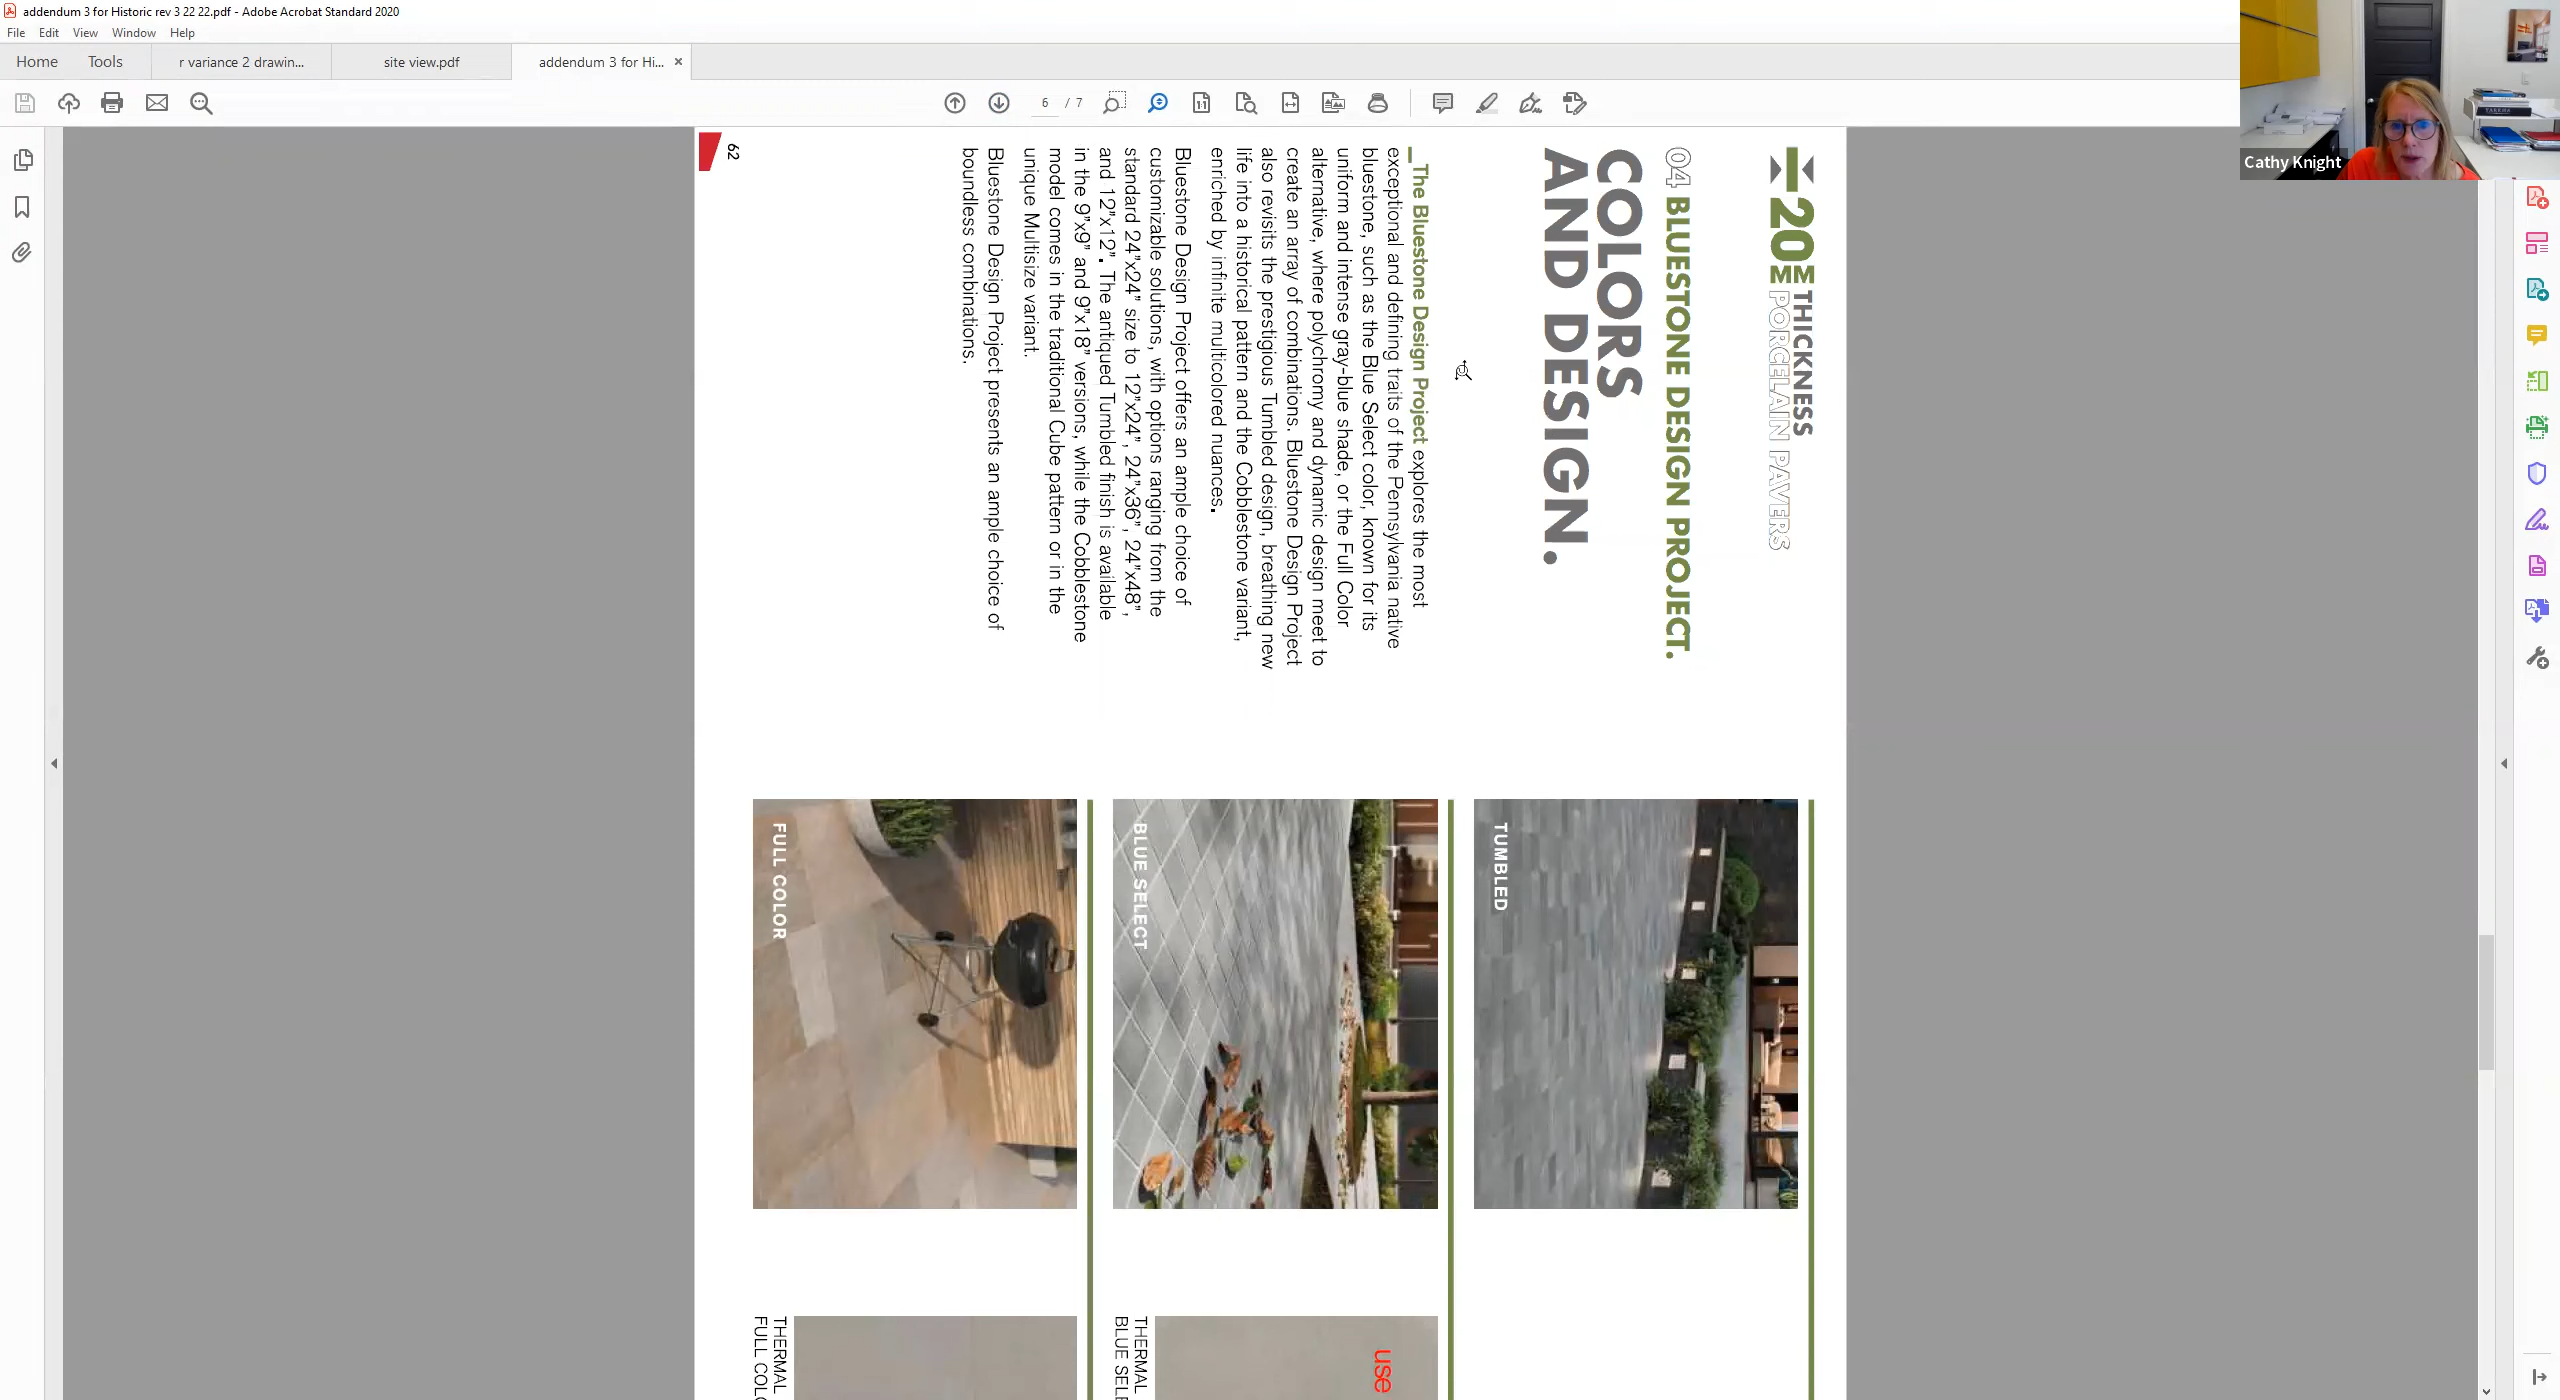 addendum 3 for Historic rev 3 22 22.pdf - Adobe Acrobat Standard 2020
File Edit View Window Help
Home Tools r variance 2 drawin... site view.pdf addendum 3 for Hi... ×
6 / 7
Cathy Knight
20MM THICKNESS
PORCELAIN PAVERS
04 BLUESTONE DESIGN PROJECT.
COLORS
AND DESIGN.
_The Bluestone Design Project explores the most
exceptional and defining traits of the Pennsylvania native
bluestone, such as the Blue Select color, known for its
uniform and intense gray-blue shade, or the Full Color
alternative, where polychromy and dynamic design meet to
create an array of combinations. Bluestone Design Project
also revisits the prestigious Tumbled design, breathing new
life into a historical pattern and the Cobblestone variant,
enriched by infinite multicolored nuances.
Bluestone Design Project offers an ample choice of
customizable solutions, with options ranging from the
standard 24”x24” size to 12”x24”, 24”x36”, 24”x48”,
and 12”x12”. The antiqued Tumbled finish is available
in the 9”x9” and 9”x18” versions, while the Cobblestone
model comes in the traditional Cube pattern or in the
unique Multisize variant.
Bluestone Design Project presents an ample choice of
boundless combinations.
62
TUMBLED
BLUE SELECT
FULL COLOR
use
THERMAL
BLUE SELE
THERMAL
FULL COLO